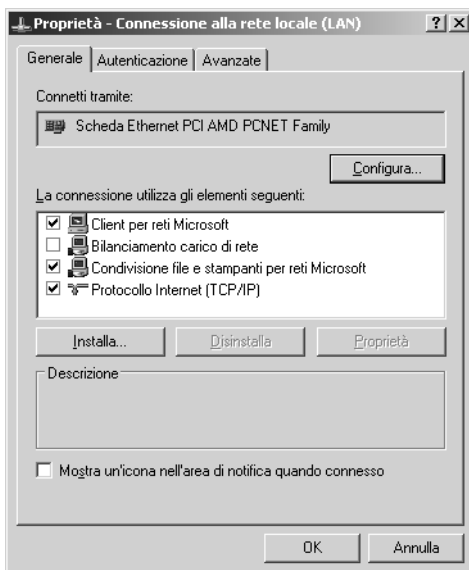 Proprietà - Connessione alla rete locale (LAN)
Generale Autenticazione Avanzate
Connetti tramite:
Scheda Ethernet PCI AMD PCNET Family
Configura...
La connessione utilizza gli elementi seguenti:
Client per reti Microsoft
Bilanciamento carico di rete
Condivisione file e stampanti per reti Microsoft
Protocollo Internet (TCP/IP)
Installa... Disinstalla Proprietà
Descrizione
Mostra un'icona nell'area di notifica quando connesso
OK Annulla